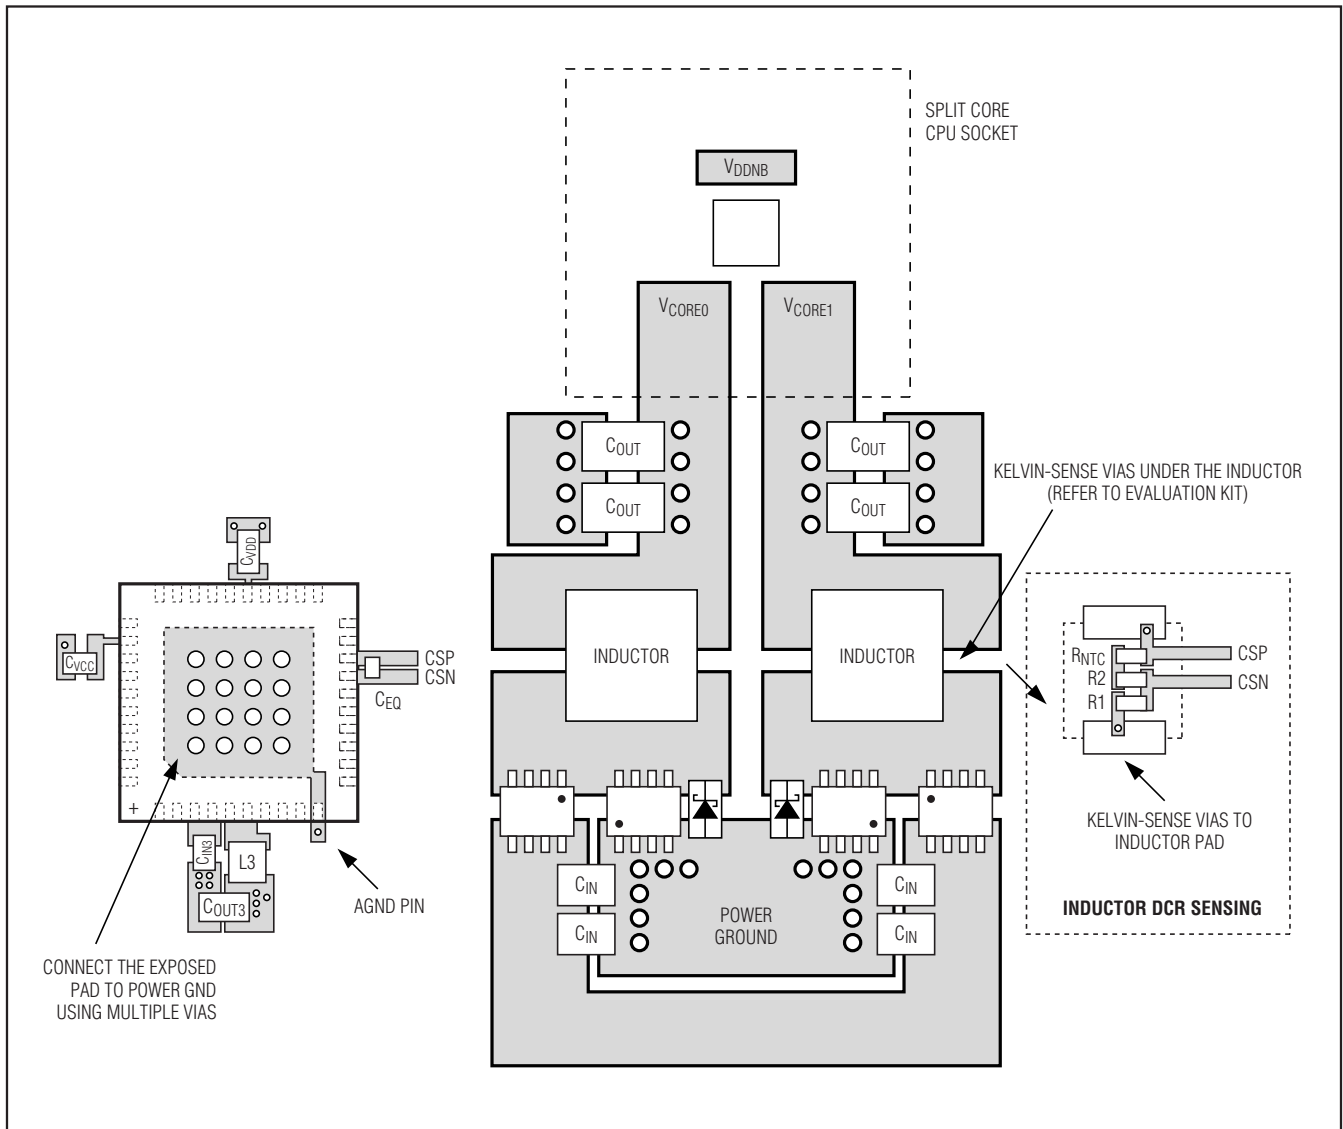 SPLIT CORE
CPU SOCKET
VDDNB
VCORE0
VCORE1
COUT
COUT
COUT
COUT
KELVIN-SENSE VIAS UNDER THE INDUCTOR
(REFER TO EVALUATION KIT)
CVDD
CVCC
CSP
CSN
CEQ
INDUCTOR
INDUCTOR
RNTC
R2
R1
CSP
CSN
+
CIN3
L3
COUT3
AGND PIN
CIN
CIN
CIN
CIN
POWER
GROUND
KELVIN-SENSE VIAS TO
INDUCTOR PAD
INDUCTOR DCR SENSING
CONNECT THE EXPOSED
PAD TO POWER GND
USING MULTIPLE VIAS